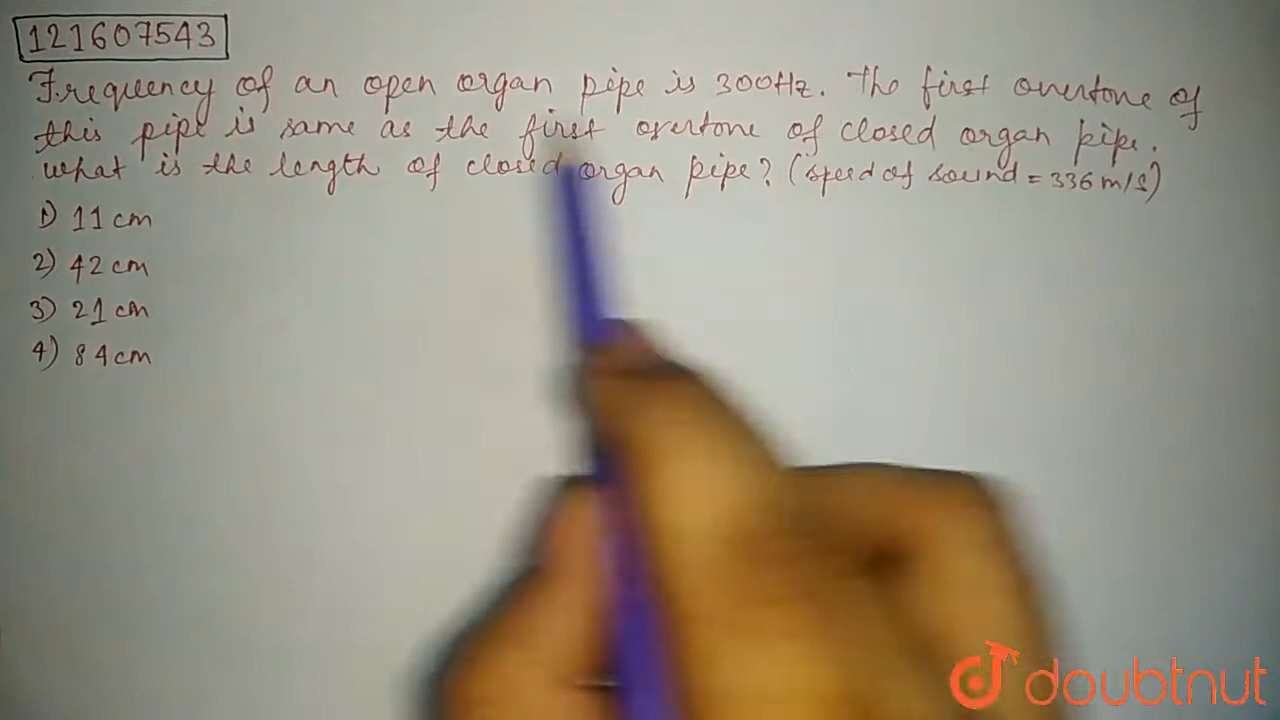 121607543
Frequency of an open organ pipe is 300Hz. The first overtone of
this pipe is same as the first overtone of closed organ pipe.
what is the length of closed organ pipe? (speed of sound = 336 m/s)
1) 11 cm
2) 42 cm
3) 21 cm
4) 84 cm
doubtnut